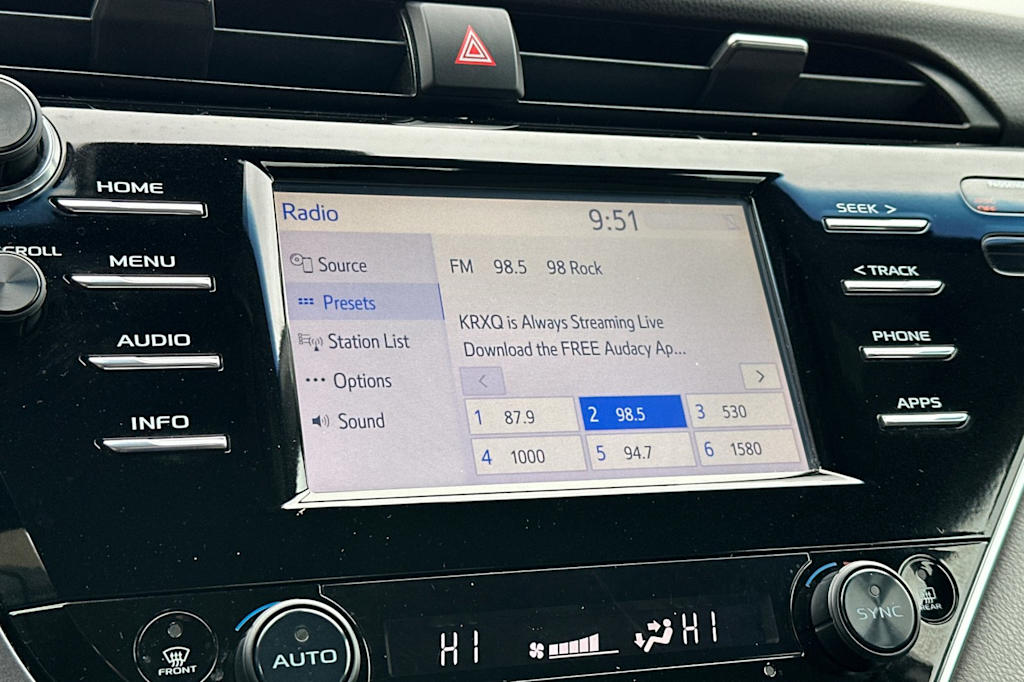 HOME
SCROLL
MENU
AUDIO
INFO
Radio
9:51
Source
Presets
Station List
Options
Sound
FM 98.5 98 Rock
KRXQ is Always Streaming Live
Download the FREE Audacy Ap...
< >
1 87.9
2 98.5
3 530
4 1000
5 94.7
6 1580
SEEK >
< TRACK
PHONE
APPS
FRONT
AUTO
HI
HI
SYNC
REAR